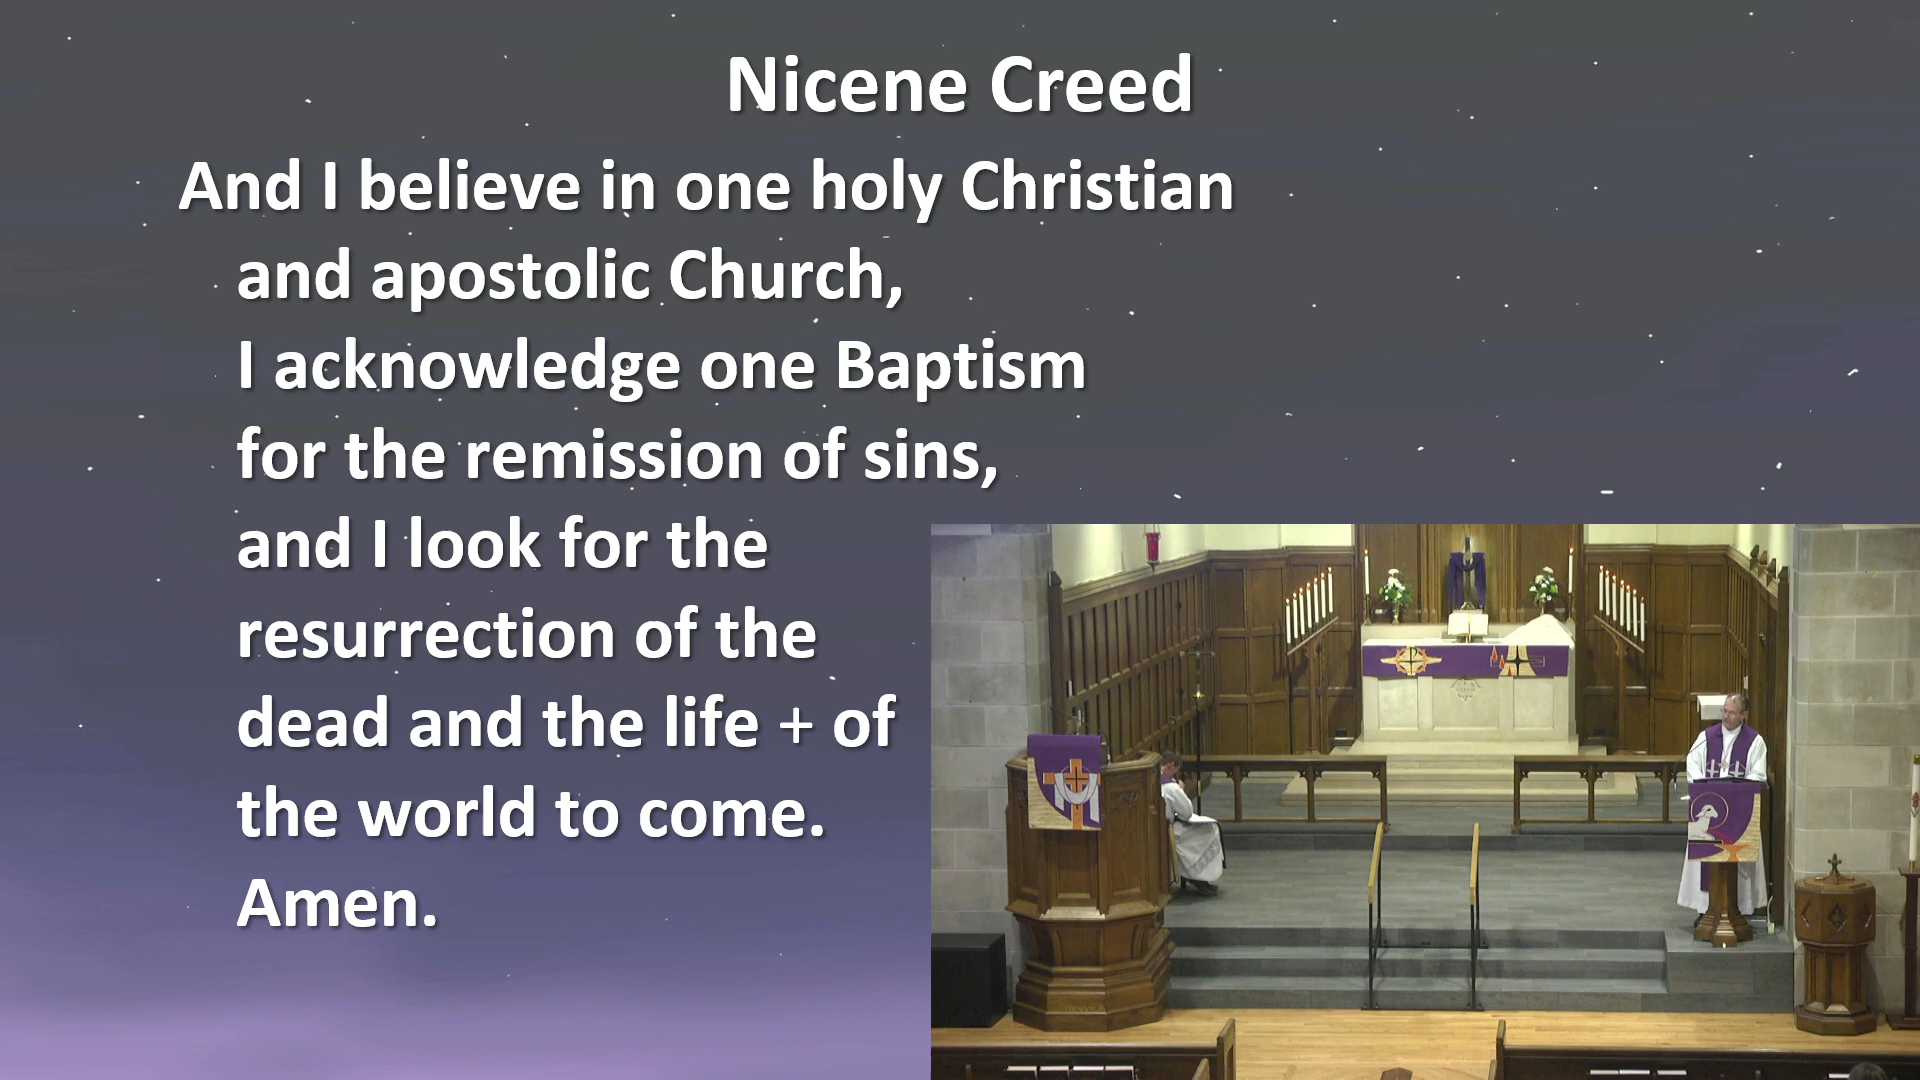 Nicene Creed
And I believe in one holy Christian
and apostolic Church,
I acknowledge one Baptism
for the remission of sins,
and I look for the
resurrection of the
dead and the life + of
the world to come.
Amen.